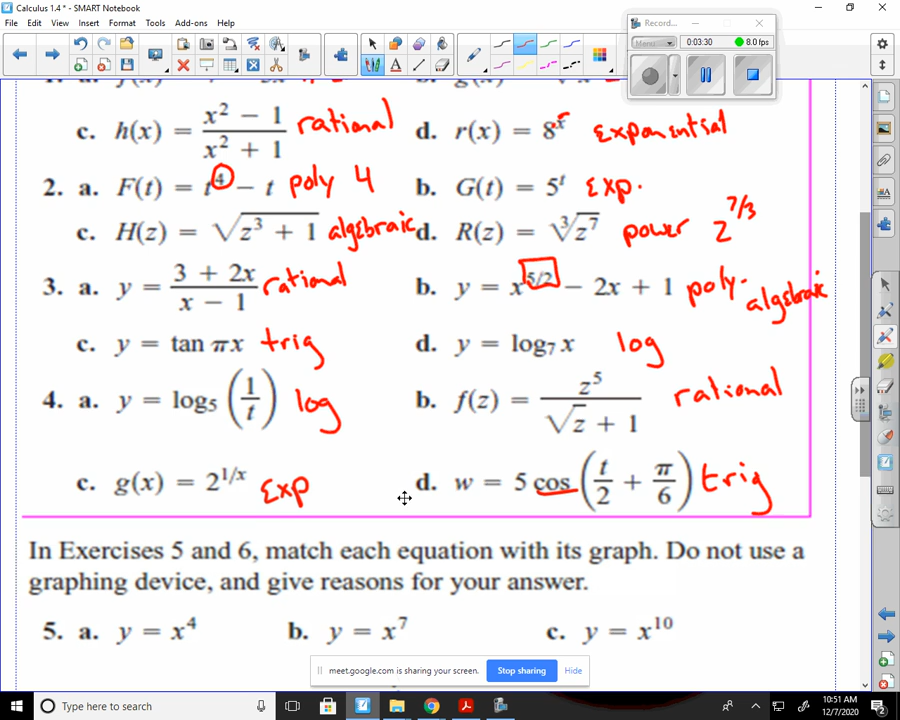 Calculus 1.4 * - SMART Notebook
File Edit View Insert Format Tools Add-ons Help
Record...
Menu 0:03:30 8.0 fps
c. h(x) = x² − 1 / x² + 1 rational d. r(x) = 8ˣ Exponential
2. a. F(t) = t⁴ − t poly 4 b. G(t) = 5ᵗ Exp.
c. H(z) = √z³ + 1 algebraic d. R(z) = ∛z⁷ power z^7/3
3. a. y = 3 + 2x / x − 1 rational b. y = x^5/2 − 2x + 1 poly- algebraic
c. y = tan πx trig d. y = log₇ x log
4. a. y = log₅ (1/t) log b. f(z) = z⁵ / √z + 1 rational
c. g(x) = 2^1/x Exp d. w = 5 cos (t/2 + π/6) trig
In Exercises 5 and 6, match each equation with its graph. Do not use a
graphing device, and give reasons for your answer.
5. a. y = x⁴ b. y = x⁷ c. y = x¹⁰
meet.google.com is sharing your screen. Stop sharing Hide
Type here to search
10:51 AM
12/7/2020
2